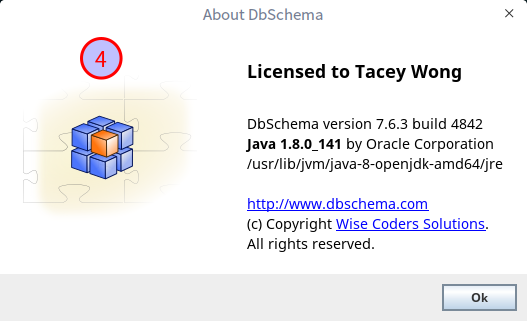 About DbSchema
4
Licensed to Tacey Wong
DbSchema version 7.6.3 build 4842
Java 1.8.0_141 by Oracle Corporation
/usr/lib/jvm/java-8-openjdk-amd64/jre
http://www.dbschema.com
(c) Copyright Wise Coders Solutions.
All rights reserved.
Ok